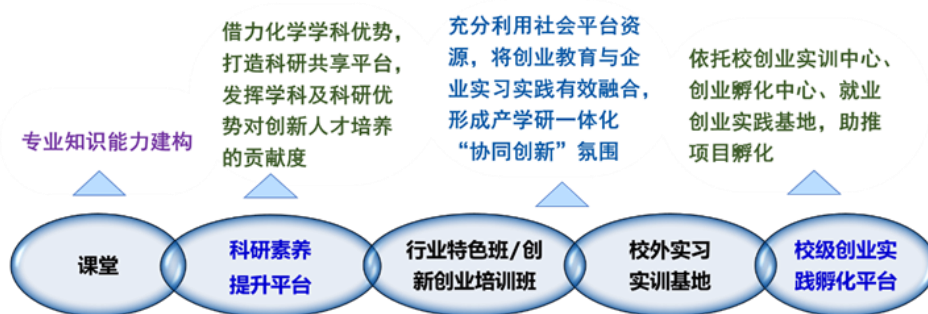 专业知识能力建构
借力化学学科优势，
打造科研共享平台，
发挥学科及科研优
势对创新人才培养
的贡献度
充分利用社会平台资
源，将创业教育与企
业实习实践有效融合，
形成产学研一体化
“协同创新”氛围
依托校创业实训中心、
创业孵化中心、就业
创业实践基地，助推
项目孵化
课堂
科研素养
提升平台
行业特色班/创
新创业培训班
校外实习
实训基地
校级创业实
践孵化平台